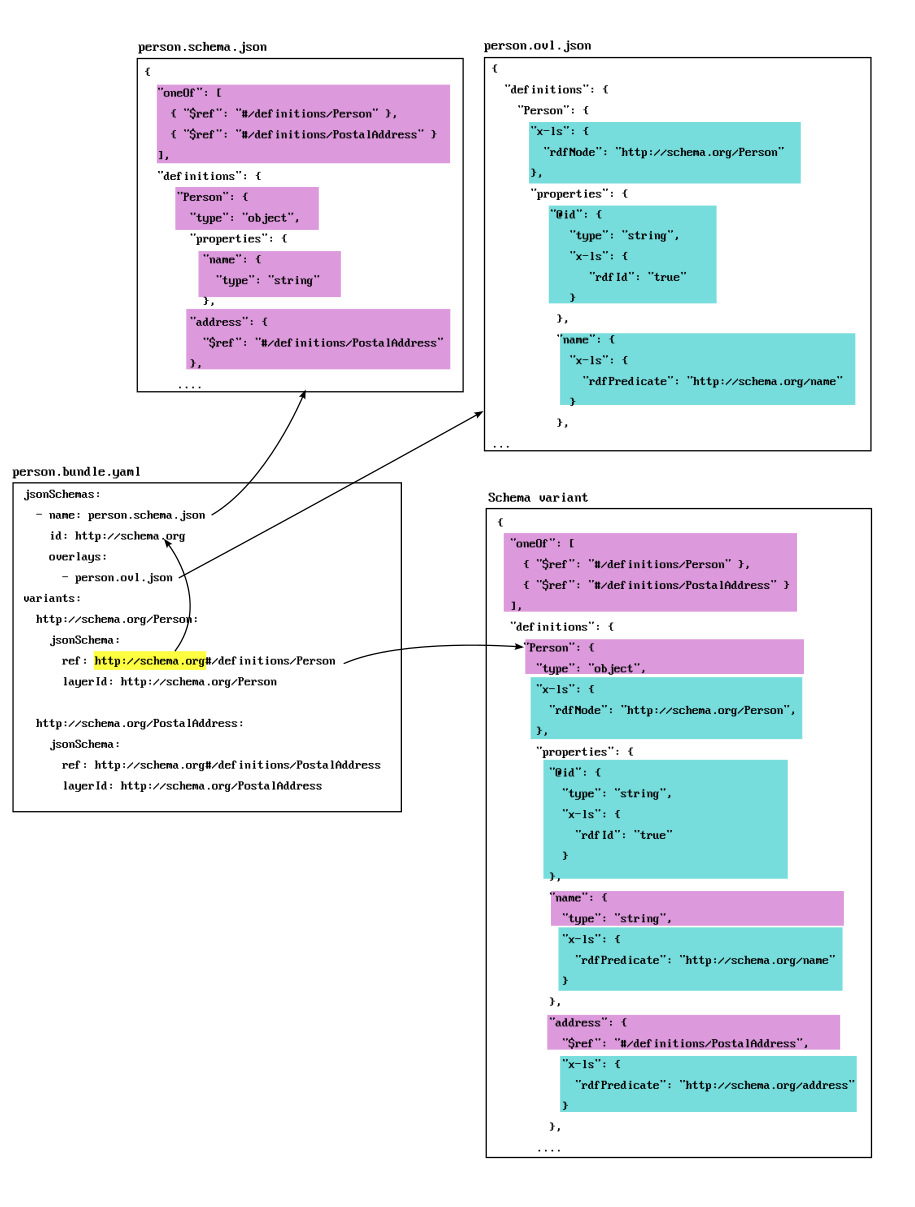 person.schema.json
{
"oneOf": [
{ "$ref": "#/definitions/Person" },
{ "$ref": "#/definitions/PostalAddress" }
],
"definitions": {
"Person": {
"type": "object",
"properties": {
"name": {
"type": "string"
},
"address": {
"$ref": "#/definitions/PostalAddress"
},
....
person.ovl.json
{
"definitions": {
"Person": {
"x-ls": {
"rdfNode": "http://schema.org/Person"
},
"properties": {
"@id": {
"type": "string",
"x-ls": {
"rdfId": "true"
}
},
"name": {
"x-ls": {
"rdfPredicate": "http://schema.org/name"
}
},
...
person.bundle.yaml
jsonSchemas:
- name: person.schema.json
id: http://schema.org
overlays:
- person.ovl.json
variants:
http://schema.org/Person:
jsonSchema:
ref: http://schema.org#/definitions/Person
layerId: http://schema.org/Person
http://schema.org/PostalAddress:
jsonSchema:
ref: http://schema.org#/definitions/PostalAddress
layerId: http://schema.org/PostalAddress
Schema variant
{
"oneOf": [
{ "$ref": "#/definitions/Person" },
{ "$ref": "#/definitions/PostalAddress" }
],
"definitions": {
"Person": {
"type": "object",
"x-ls": {
"rdfNode": "http://schema.org/Person",
},
"properties": {
"@id": {
"type": "string",
"x-ls": {
"rdfId": "true"
}
},
"name": {
"type": "string",
"x-ls": {
"rdfPredicate": "http://schema.org/name"
}
},
"address": {
"$ref": "#/definitions/PostalAddress",
"x-ls": {
"rdfPredicate": "http://schema.org/address"
}
},
....